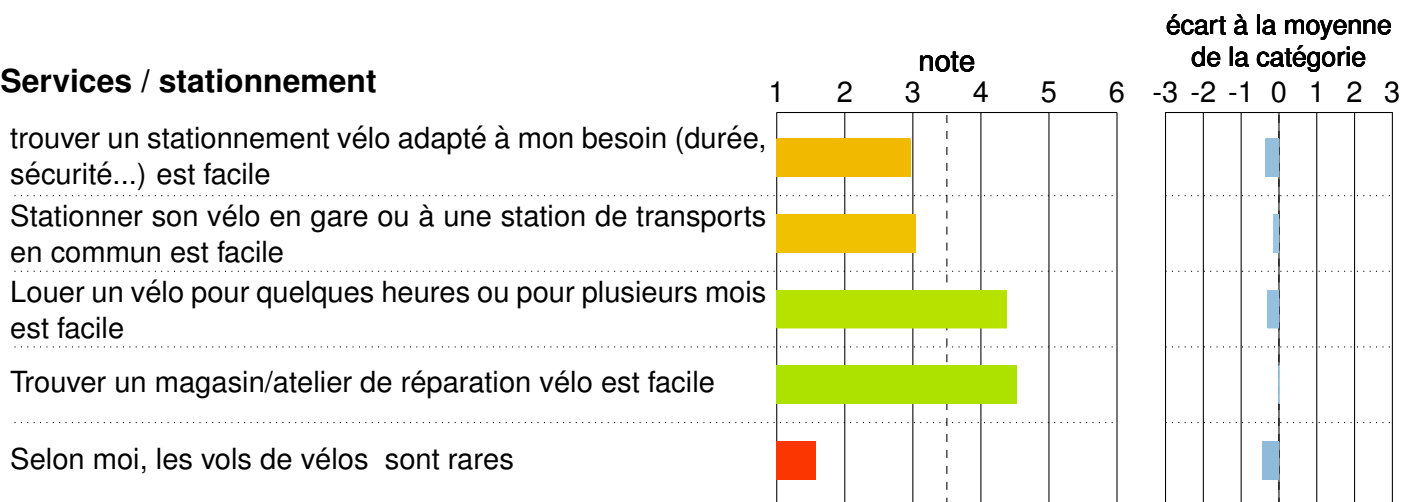 écart à la moyenne
note de la catégorie
Services / stationnement
1 2 3 4 5 6 -3 -2 -1 0 1 2 3
trouver un stationnement vélo adapté à mon besoin (durée,
sécurité...) est facile
Stationner son vélo en gare ou à une station de transports
en commun est facile
Louer un vélo pour quelques heures ou pour plusieurs mois
est facile
Trouver un magasin/atelier de réparation vélo est facile
Selon moi, les vols de vélos sont rares